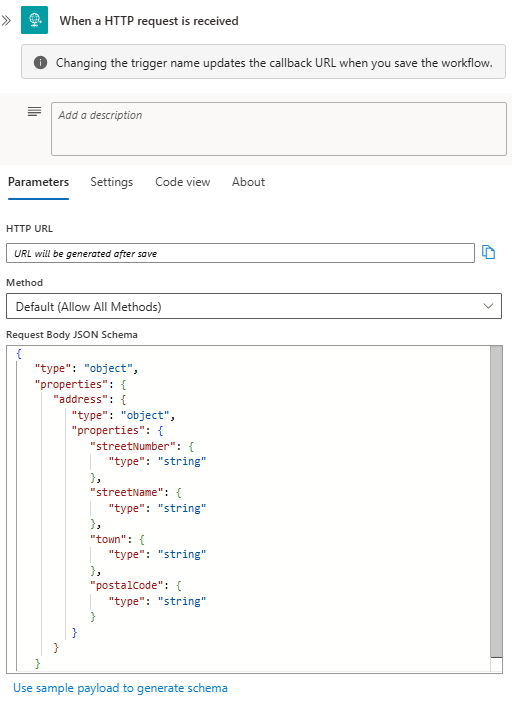 When a HTTP request is received
Changing the trigger name updates the callback URL when you save the workflow.
Add a description
Parameters Settings Code view About
HTTP URL
URL will be generated after save
Method
Default (Allow All Methods)
Request Body JSON Schema
{
"type": "object",
"properties": {
"address": {
"type": "object",
"properties": {
"streetNumber": {
"type": "string"
},
"streetName": {
"type": "string"
},
"town": {
"type": "string"
},
"postalCode": {
"type": "string"
}
}
}
}
Use sample payload to generate schema